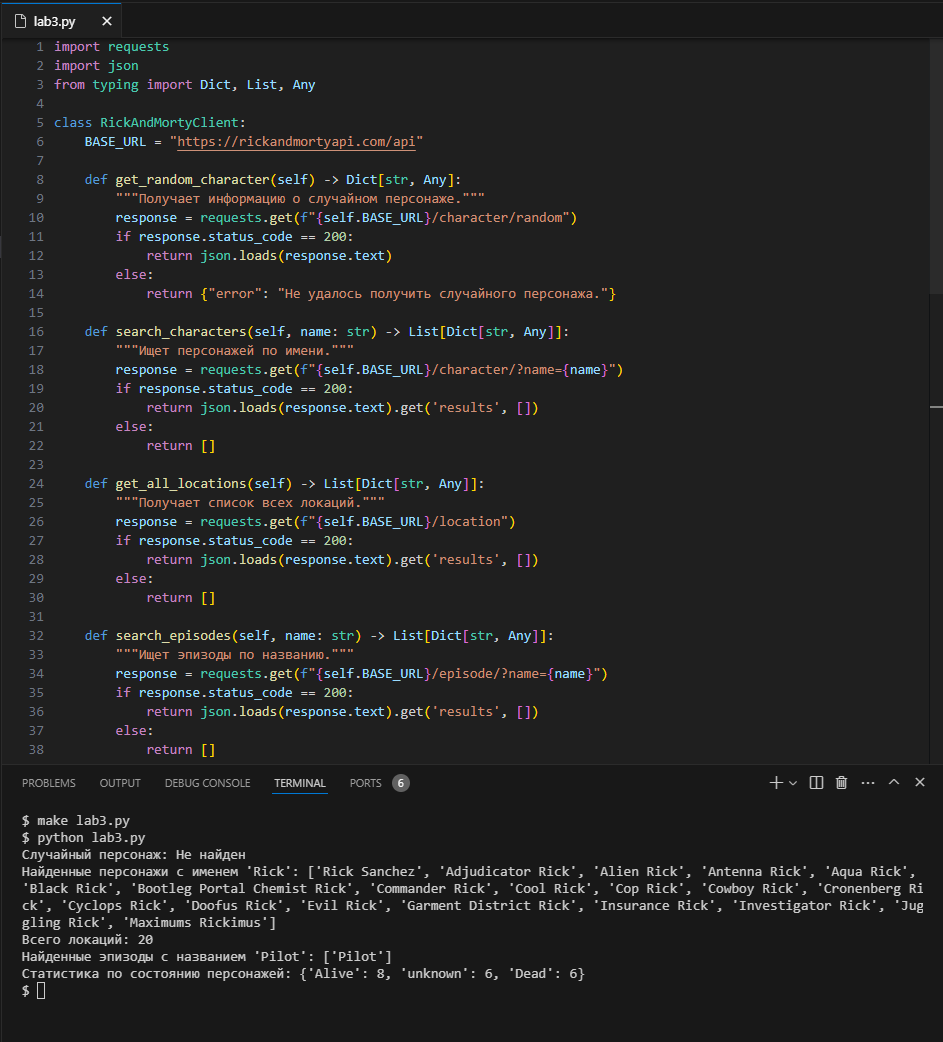 lab3.py
1 import requests
2 import json
3 from typing import Dict, List, Any
4
5 class RickAndMortyClient:
6     BASE_URL = "https://rickandmortyapi.com/api"
7
8     def get_random_character(self) -> Dict[str, Any]:
9         """Получает информацию о случайном персонаже."""
10         response = requests.get(f"{self.BASE_URL}/character/random")
11         if response.status_code == 200:
12             return json.loads(response.text)
13         else:
14             return {"error": "Не удалось получить случайного персонажа."}
15
16     def search_characters(self, name: str) -> List[Dict[str, Any]]:
17         """Ищет персонажей по имени."""
18         response = requests.get(f"{self.BASE_URL}/character/?name={name}")
19         if response.status_code == 200:
20             return json.loads(response.text).get('results', [])
21         else:
22             return []
23
24     def get_all_locations(self) -> List[Dict[str, Any]]:
25         """Получает список всех локаций."""
26         response = requests.get(f"{self.BASE_URL}/location")
27         if response.status_code == 200:
28             return json.loads(response.text).get('results', [])
29         else:
30             return []
31
32     def search_episodes(self, name: str) -> List[Dict[str, Any]]:
33         """Ищет эпизоды по названию."""
34         response = requests.get(f"{self.BASE_URL}/episode/?name={name}")
35         if response.status_code == 200:
36             return json.loads(response.text).get('results', [])
37         else:
38             return []
PROBLEMS OUTPUT DEBUG CONSOLE TERMINAL PORTS 6
$ make lab3.py
$ python lab3.py
Случайный персонаж: Не найден
Найденные персонажи с именем 'Rick': ['Rick Sanchez', 'Adjudicator Rick', 'Alien Rick', 'Antenna Rick', 'Aqua Rick',
'Black Rick', 'Bootleg Portal Chemist Rick', 'Commander Rick', 'Cool Rick', 'Cop Rick', 'Cowboy Rick', 'Cronenberg Ri
ck', 'Cyclops Rick', 'Doofus Rick', 'Evil Rick', 'Garment District Rick', 'Insurance Rick', 'Investigator Rick', 'Jug
gling Rick', 'Maximums Rickimus']
Всего локаций: 20
Найденные эпизоды с названием 'Pilot': ['Pilot']
Статистика по состоянию персонажей: {'Alive': 8, 'unknown': 6, 'Dead': 6}
$